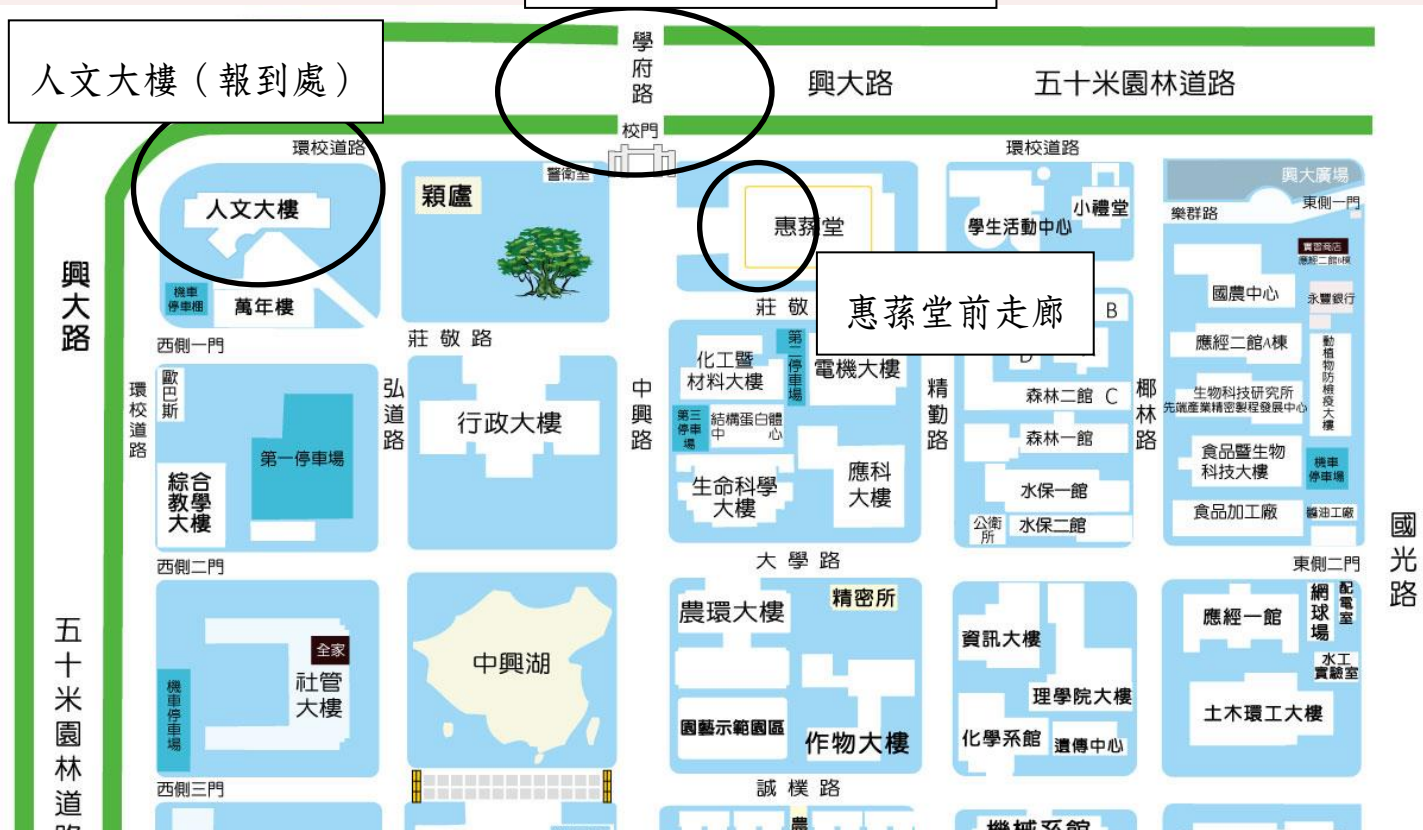 人文大樓（報到處）
學府路
興大路
五十米園林道路
校門
環校道路
環校道路
警衛室
穎廬
人文大樓
機車
停車棚
萬年樓
惠蓀堂
惠蓀堂前走廊
學生活動中心
小禮堂
興大廣場
東側一門
樂群路
實習商店
國農中心
永豐銀行
興大路
西側一門
莊敬路
莊敬
B
D
應經二館A棟
動植物防檢疫大樓
環校道路
歐巴斯
弘道路
行政大樓
中興路
化工暨
材料大樓
第二停車場
電機大樓
精勤路
森林二館 C
椰林路
生物科技研究所
先端產業精密製程發展中心
第一停車場
第三
停車
場
結構蛋白體
中心
森林一館
食品暨生物
科技大樓
機車
停車場
綜合
教學
大樓
生命科學
大樓
應科
大樓
水保一館
公衛
所
水保二館
食品加工廠
醬油工廠
國光路
西側二門
大學路
東側二門
五十米園林道
全家
社管
大樓
機車停車場
中興湖
農環大樓
精密所
資訊大樓
應經一館
網球場
配電室
水工
實驗室
理學院大樓
園藝示範園區
作物大樓
化學系館
遺傳中心
土木環工大樓
西側三門
誠樸路
農